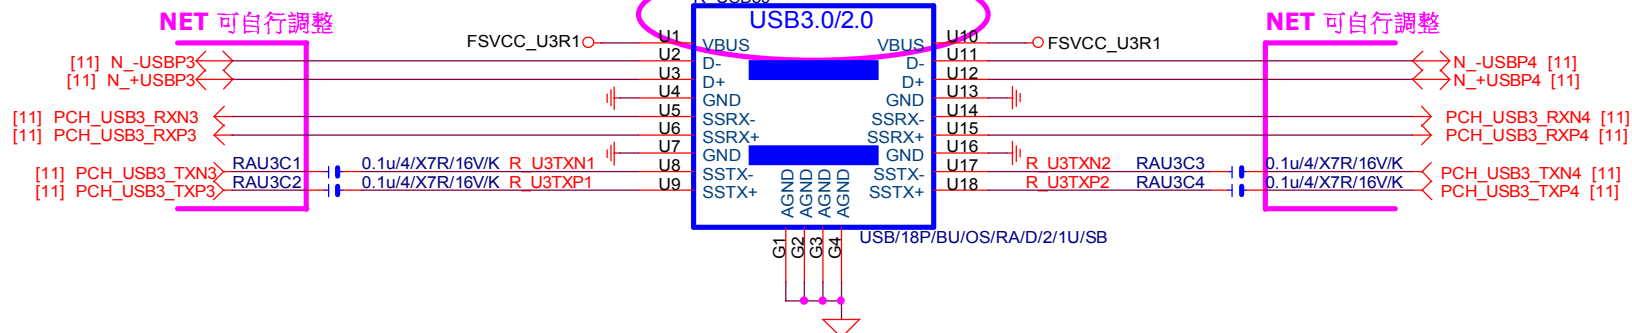 NET 可自行調整
USB3.0/2.0
NET 可自行調整
FSVCC_U3R1
U1
VBUS
VBUS
U10
FSVCC_U3R1
[11] N_-USBP3
U2
D-
D-
U11
N_-USBP4 [11]
[11] N_+USBP3
U3
D+
D+
U12
N_+USBP4 [11]
U4
GND
GND
U13
[11] PCH_USB3_RXN3
U5
SSRX-
SSRX-
U14
PCH_USB3_RXN4 [11]
[11] PCH_USB3_RXP3
U6
SSRX+
SSRX+
U15
PCH_USB3_RXP4 [11]
U7
GND
GND
U16
[11] PCH_USB3_TXN3
RAU3C1
0.1u/4/X7R/16V/K
R_U3TXN1
U8
SSTX-
SSTX-
U17
R_U3TXN2
RAU3C3
0.1u/4/X7R/16V/K
PCH_USB3_TXN4 [11]
[11] PCH_USB3_TXP3
RAU3C2
0.1u/4/X7R/16V/K
R_U3TXP1
U9
SSTX+
SSTX+
U18
R_U3TXP2
RAU3C4
0.1u/4/X7R/16V/K
PCH_USB3_TXP4 [11]
AGND
AGND
AGND
AGND
G1
G2
G3
G4
USB/18P/BU/OS/RA/D/2/1U/SB